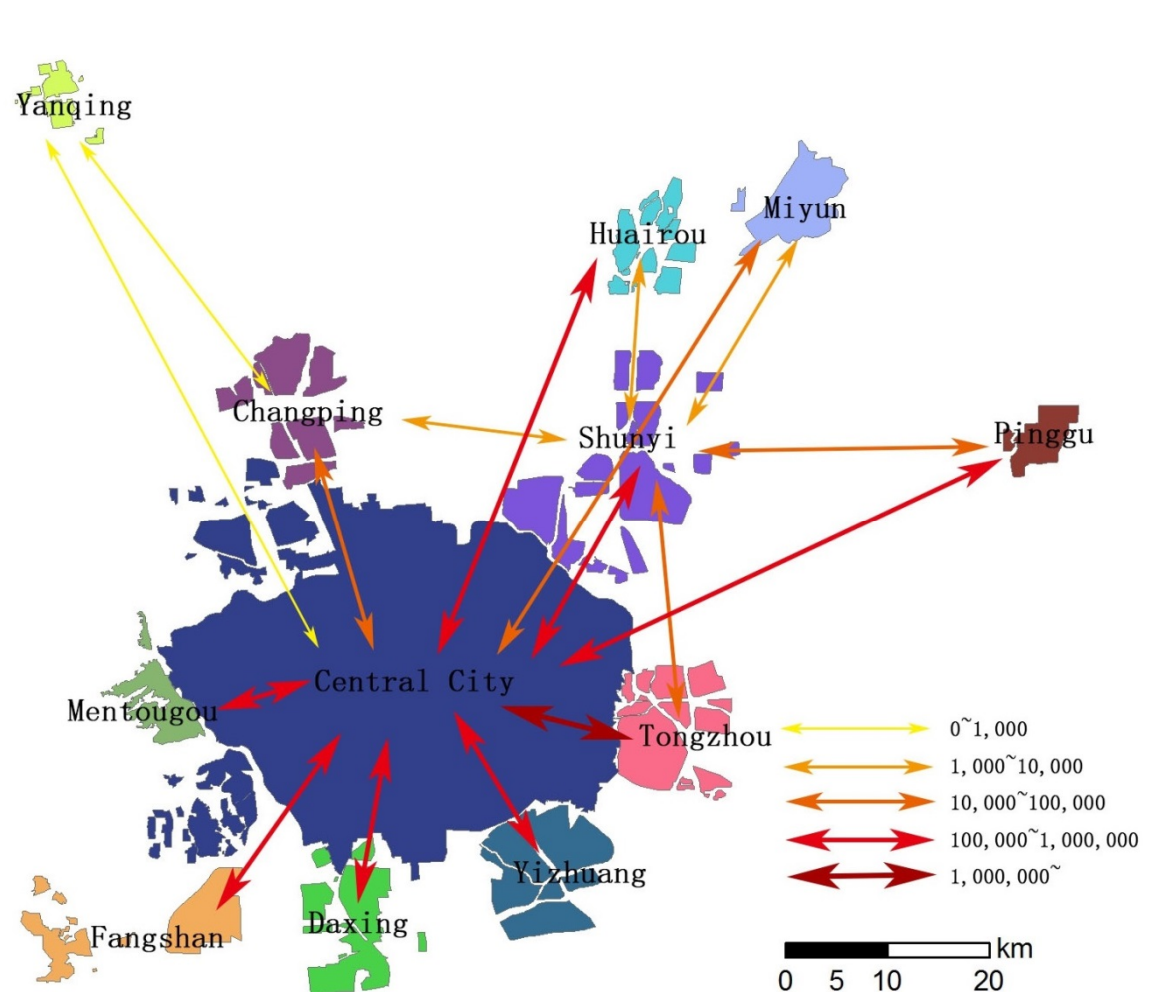 Yanqing
Miyun
Huairou
Changping
Shunyi
Pinggu
Central City
Mentougou
Tongzhou
0~1,000
1,000~10,000
10,000~100,000
100,000~1,000,000
1,000,000~
Yizhuang
Daxing
Fangshan
km
0 5 10 20